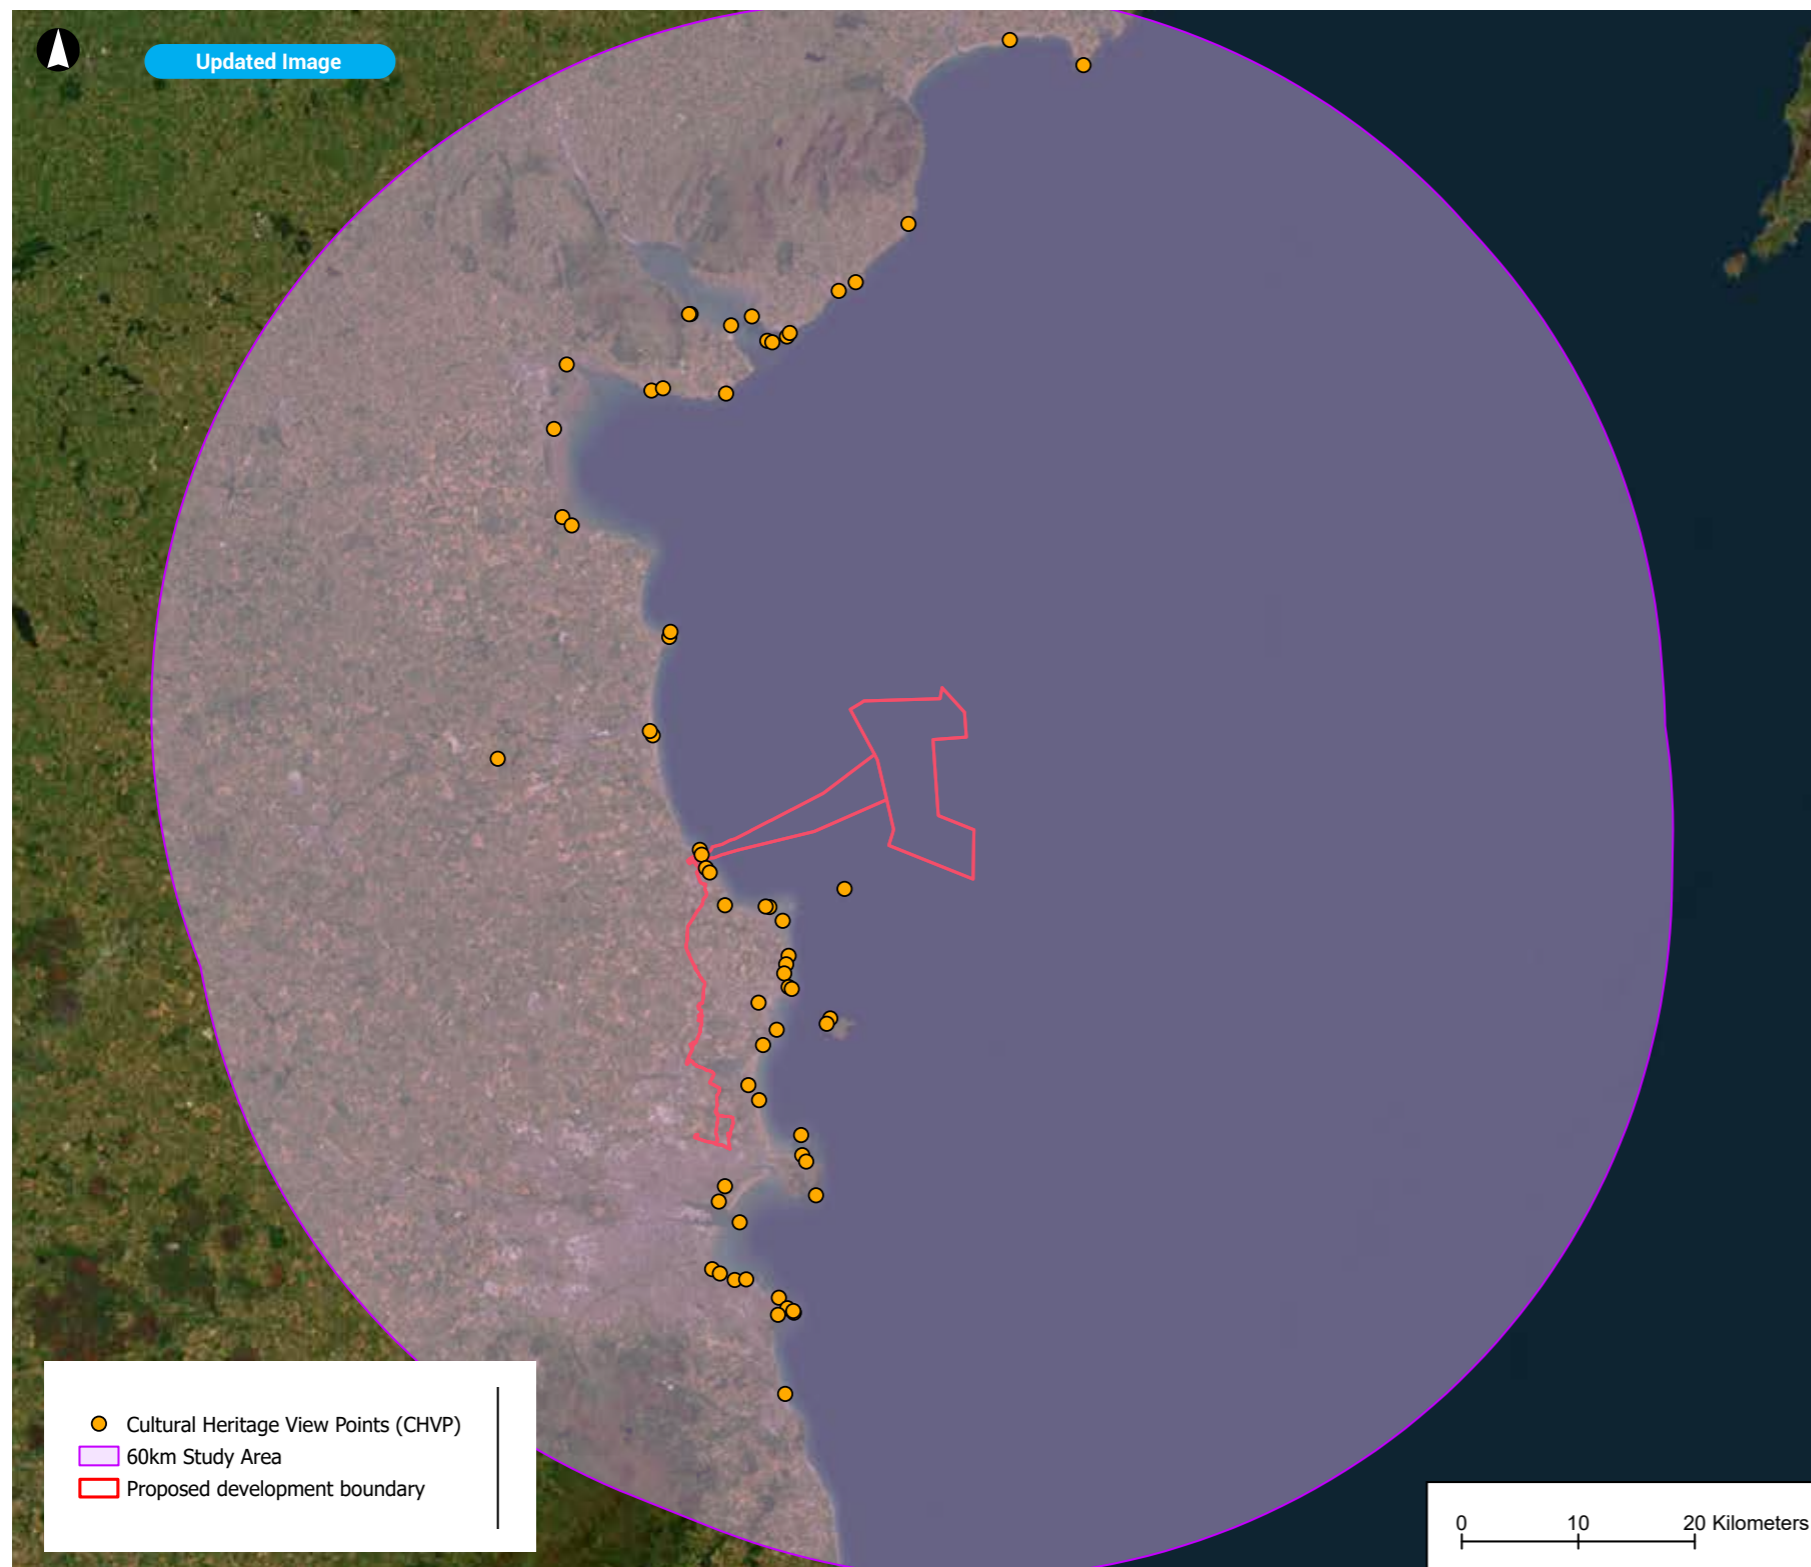 Updated Image
Cultural Heritage View Points (CHVP)
60km Study Area
Proposed development boundary
0 10 20 Kilometers